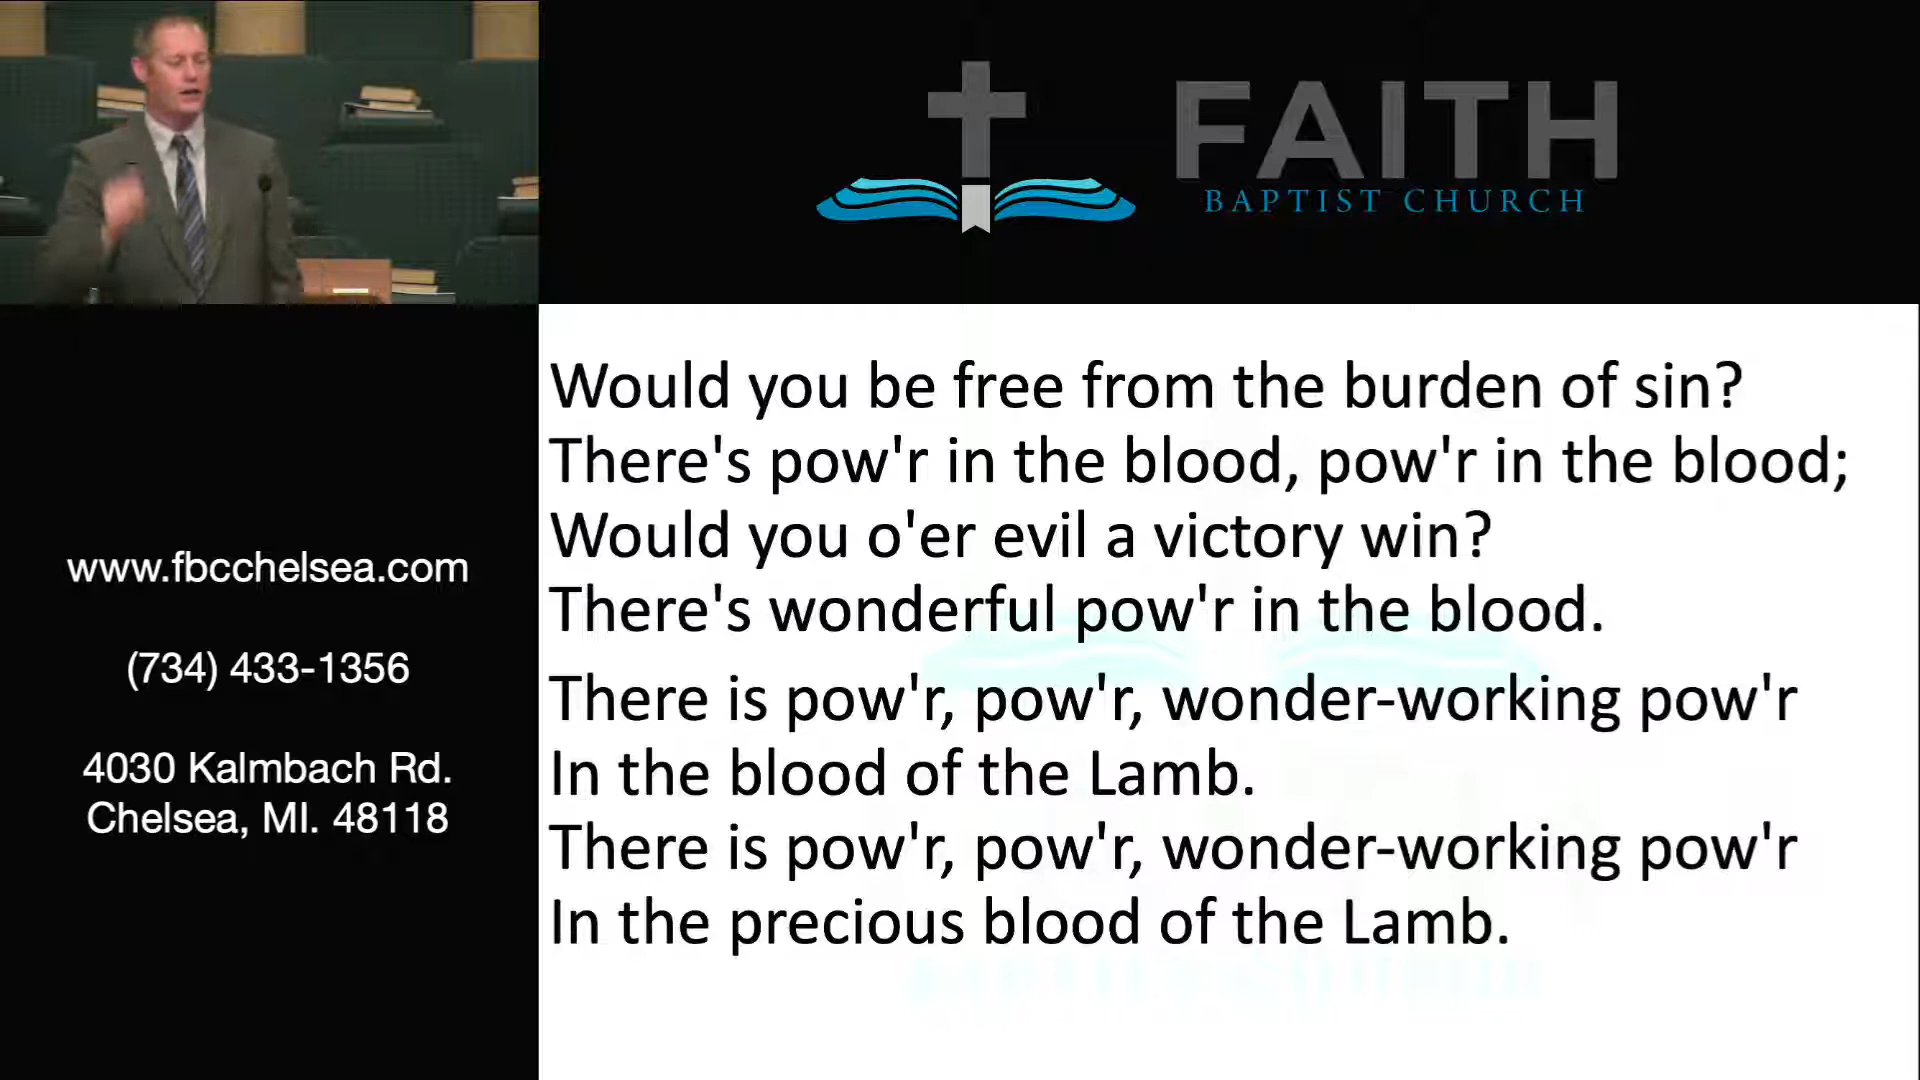 FAITH
BAPTIST CHURCH
Would you be free from the burden of sin?
There's pow'r in the blood, pow'r in the blood;
Would you o'er evil a victory win?
There's wonderful pow'r in the blood.
There is pow'r, pow'r, wonder-working pow'r
In the blood of the Lamb.
There is pow'r, pow'r, wonder-working pow'r
In the precious blood of the Lamb.
www.fbcchelsea.com
(734) 433-1356
4030 Kalmbach Rd.
Chelsea, MI. 48118